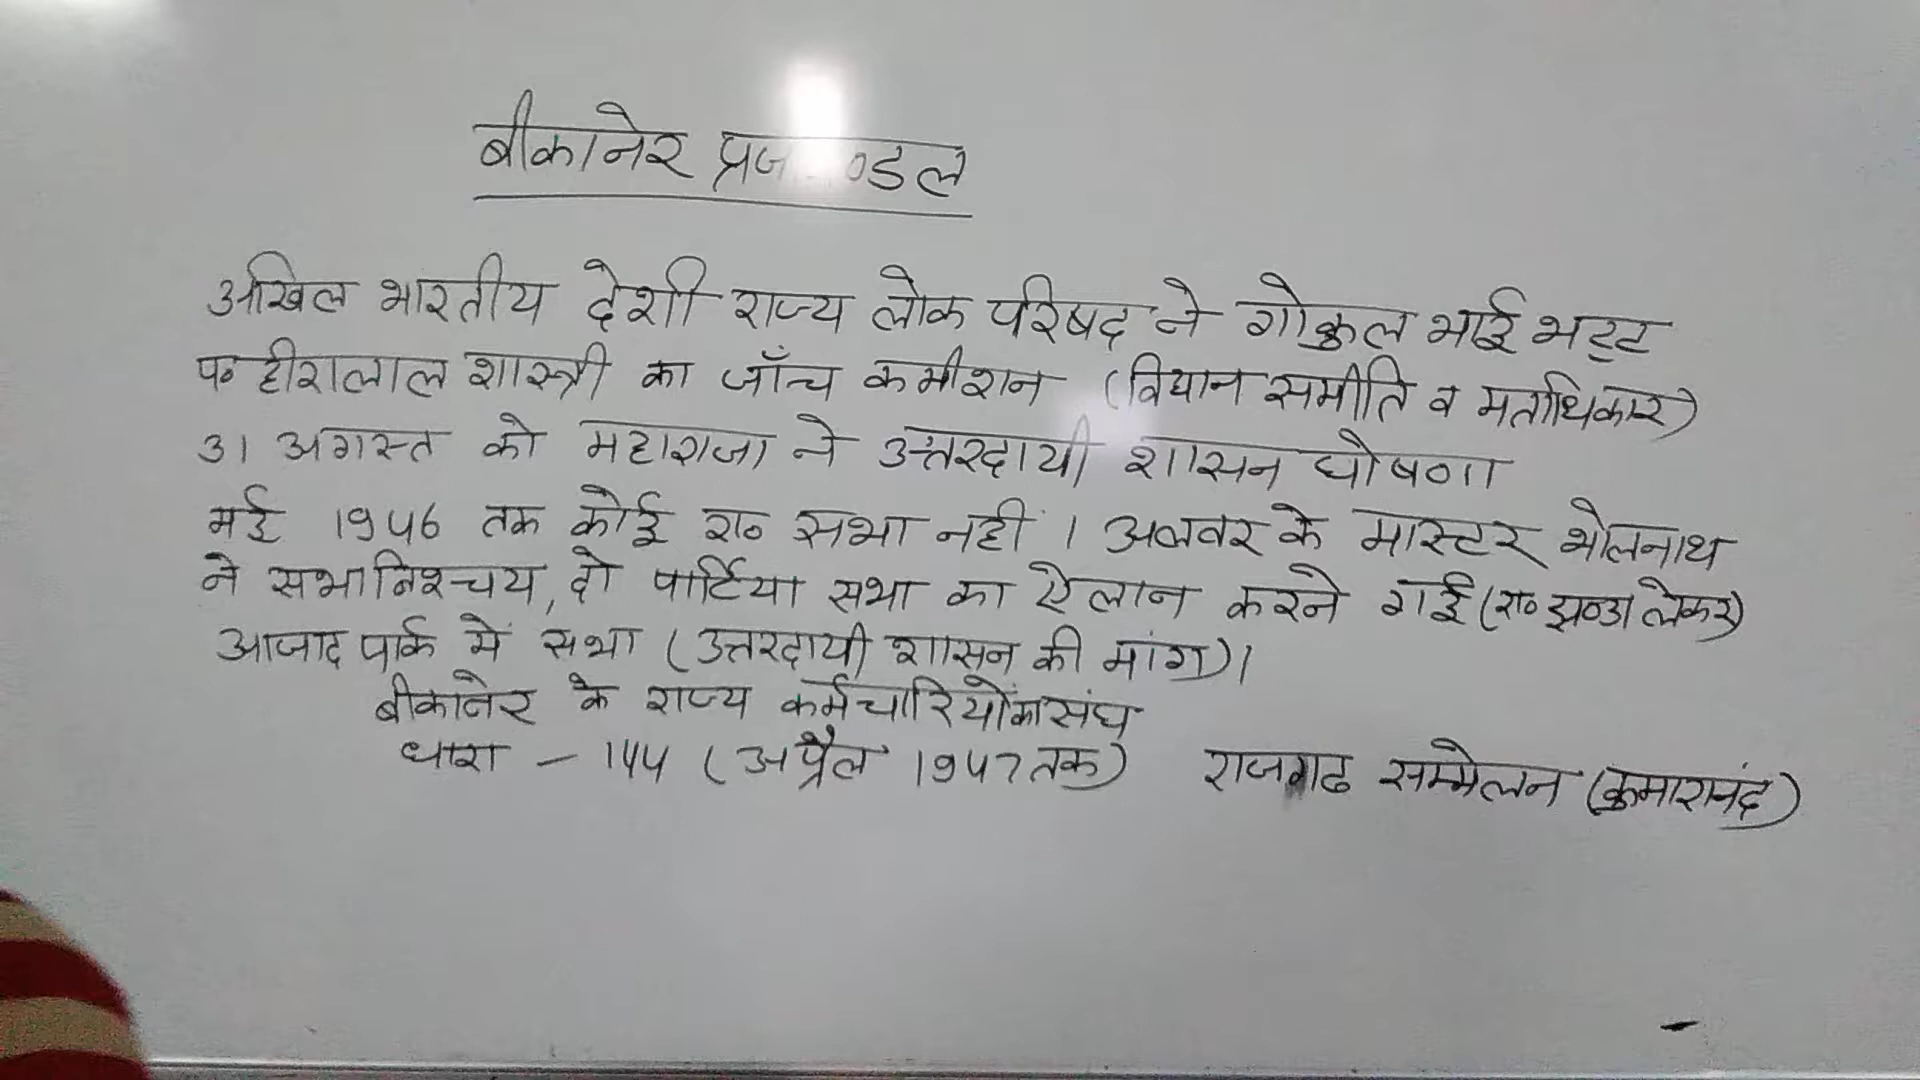 बीकानेर प्रजामण्डल
अखिल भारतीय देशी राज्य लोक परिषद ने गोकुल भाई भट्ट
प० हीरालाल शास्त्री का जाँच कमीशन (विधान समीति व मताधिकार)
31 अगस्त को महाराजा ने उत्तरदायी शासन घोषणा
मई 1946 तक कोई रा० सभा नहीं । अलवर के मास्टर भोलनाथ
ने सभा निश्चय, दो पार्टिया सभा का ऐलान करने गई (रा० झण्डा लेकर)
आजाद पार्क में सभा (उत्तरदायी शासन की मांग)।
बीकानेर के राज्य कर्मचारियों का संघ
धारा – 144 (अप्रैल 1947 तक) राजगढ सम्मेलन (कुमारानंद)